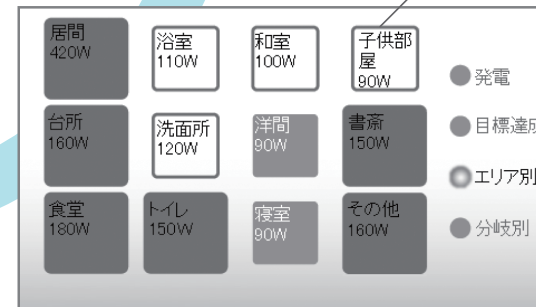 居間
420W
浴室
110W
和室
100W
子供部
屋
90W
発電
台所
160W
洗面所
120W
洋間
90W
書斎
150W
目標達成
エリア別
食堂
180W
トイレ
150W
寝室
90W
その他
160W
分岐別